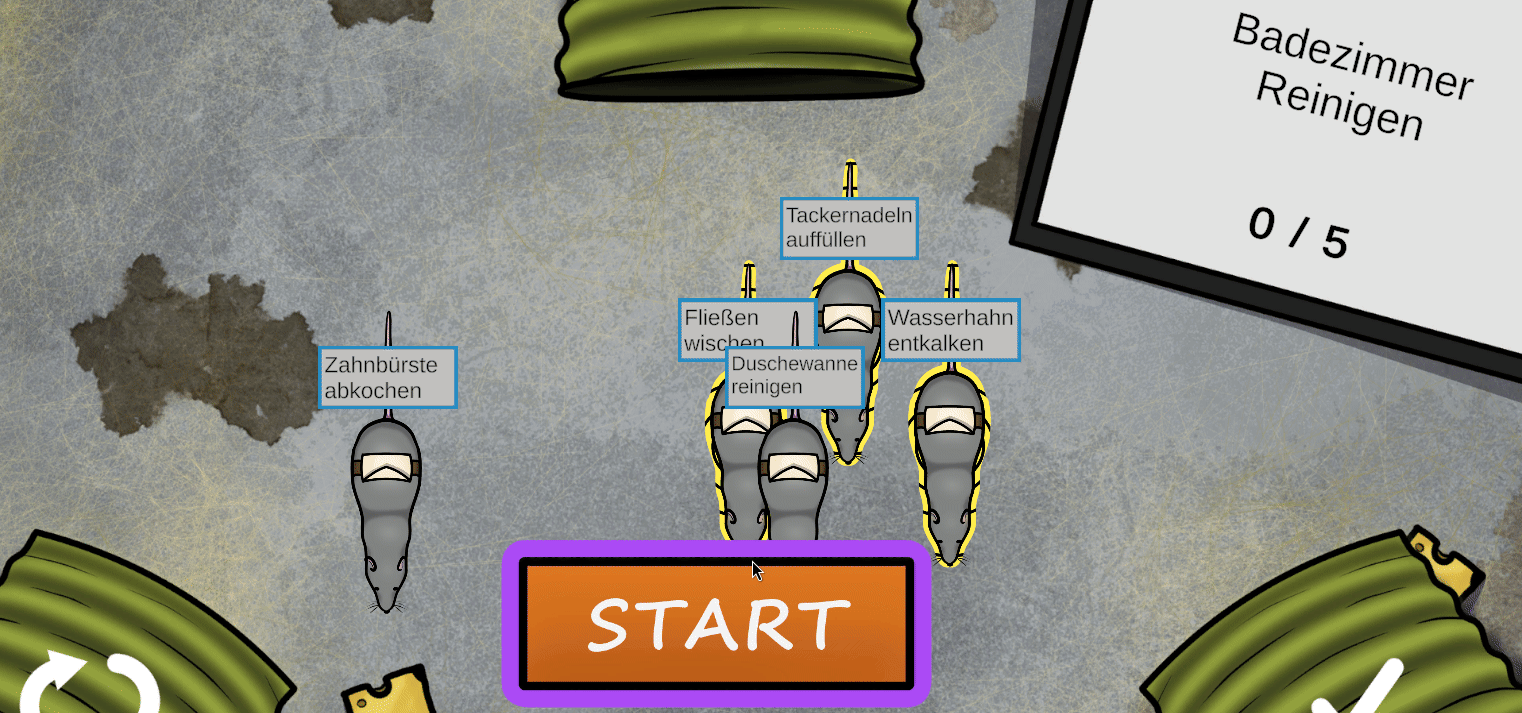 Badezimmer
Reinigen
0 / 5
Tackernadeln
auffüllen
Fließen
wischen
Wasserhahn
entkalken
Zahnbürste
abkochen
Duschewanne
reinigen
START